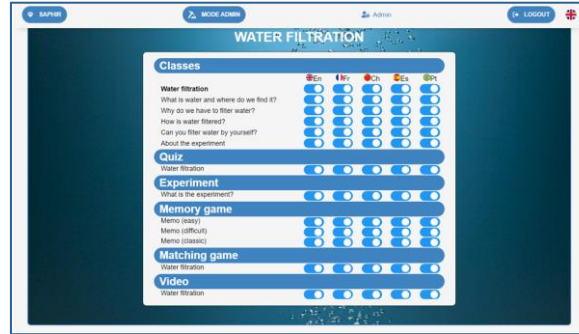 SAPHIR MODE ADMIN Admin LOGOUT
WATER FILTRATION
Classes
En Fr Ch Es Pt
Water filtration
What is water and where do we find it?
Why do we have to filter water?
How is water filtered?
Can you filter water by yourself?
About the experiment
Quiz
Water filtration
Experiment
What is the experiment?
Memory game
Memo (easy)
Memo (difficult)
Memo (classic)
Matching game
Water filtration
Video
Water filtration